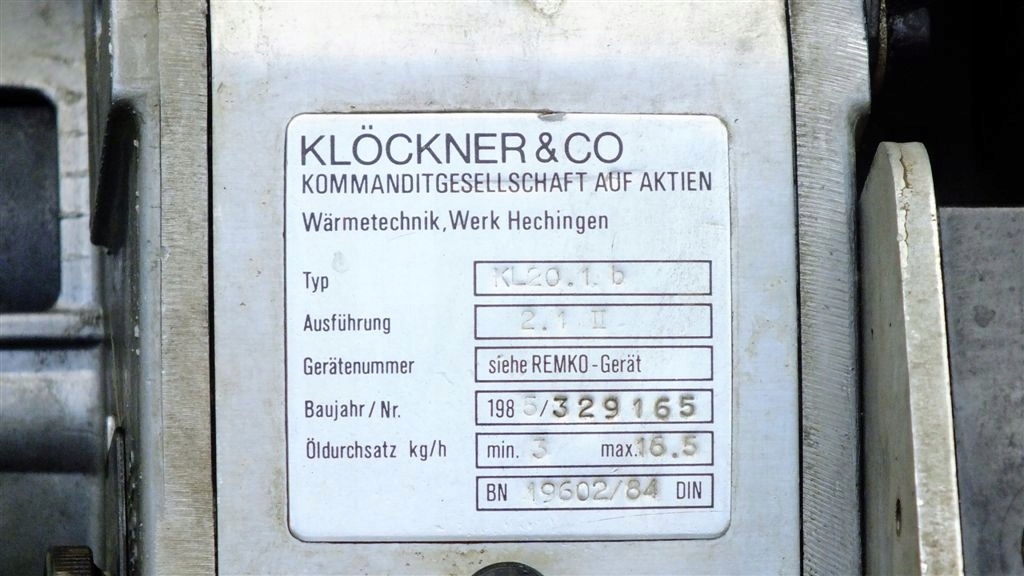 KLÖCKNER & CO
KOMMANDITGESELLSCHAFT AUF AKTIEN
Wärmetechnik, Werk Hechingen
Typ KL20.1.b
Ausführung 2.1 II
Gerätenummer siehe REMKO-Gerät
Baujahr / Nr. 1985/329165
Öldurchsatz kg/h min. 3 max. 16.5
BN 19602/84 DIN